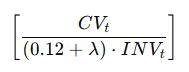 [ CV_t / ((0.12 + λ) · INV_t) ]